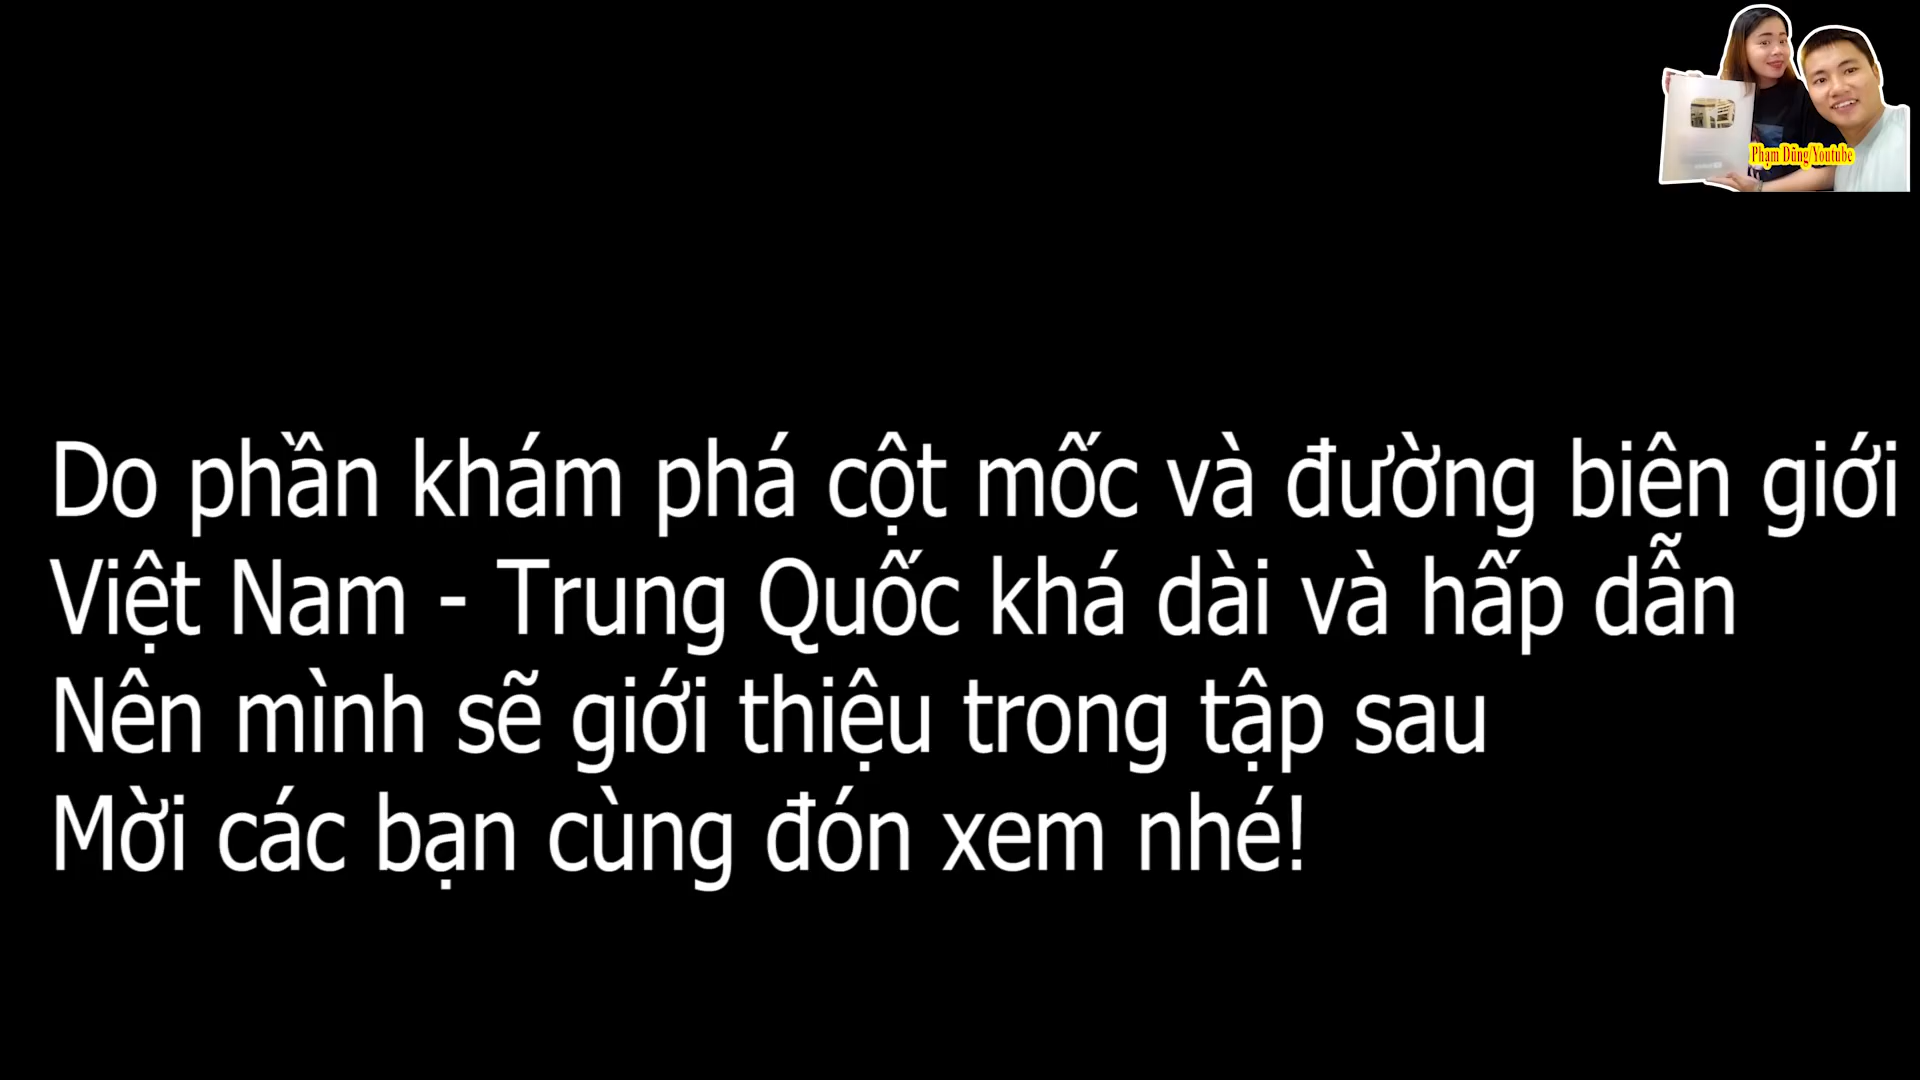 Phạm Dũng Youtube
Do phần khám phá cột mốc và đường biên giới
Việt Nam - Trung Quốc khá dài và hấp dẫn
Nên mình sẽ giới thiệu trong tập sau
Mời các bạn cùng đón xem nhé!